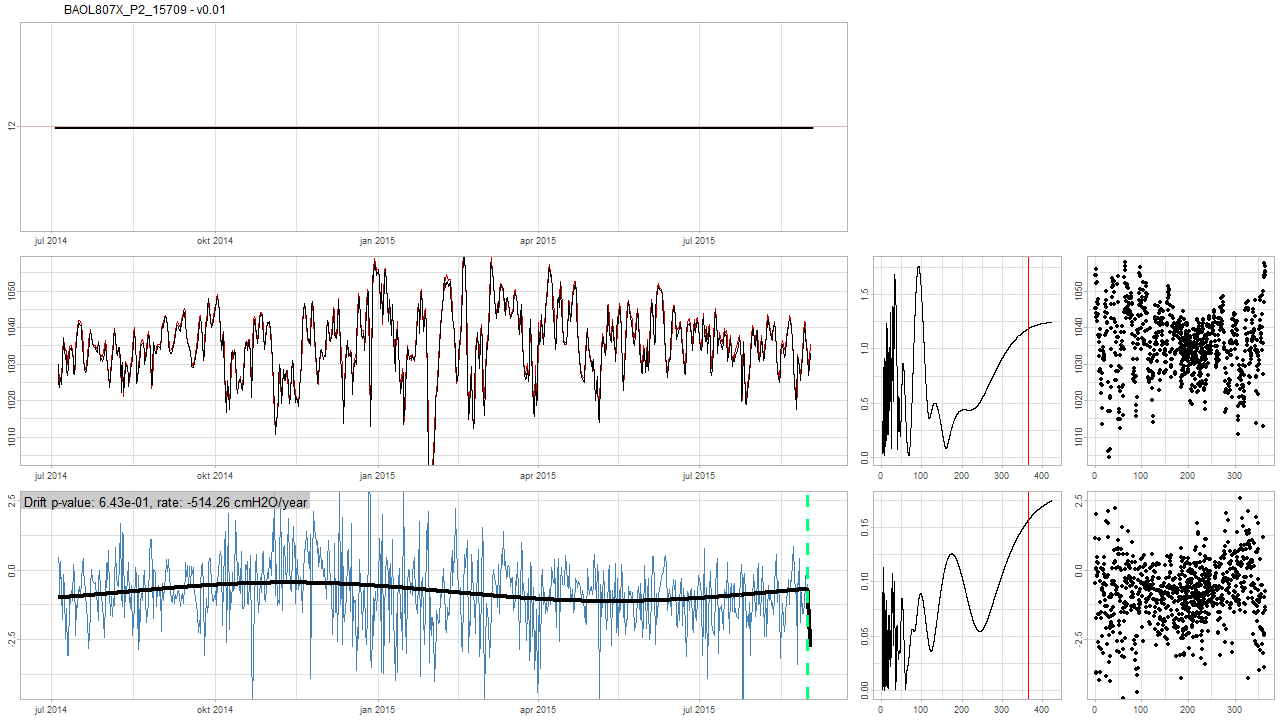 BAOL807X_P2_15709 - v0.01
12
jul 2014 okt 2014 jan 2015 apr 2015 jul 2015
1050
1040
1030
1020
1010
jul 2014 okt 2014 jan 2015 apr 2015 jul 2015
1.5
1.0
0.5
0.0
0 100 200 300 400
1050
1040
1030
1020
1010
0 100 200 300
Drift p-value: 6.43e-01, rate: -514.26 cmH2O/year
2.5
0.0
-2.5
jul 2014 okt 2014 jan 2015 apr 2015 jul 2015
0.15
0.10
0.05
0.00
0 100 200 300 400
2.5
0.0
-2.5
0 100 200 300